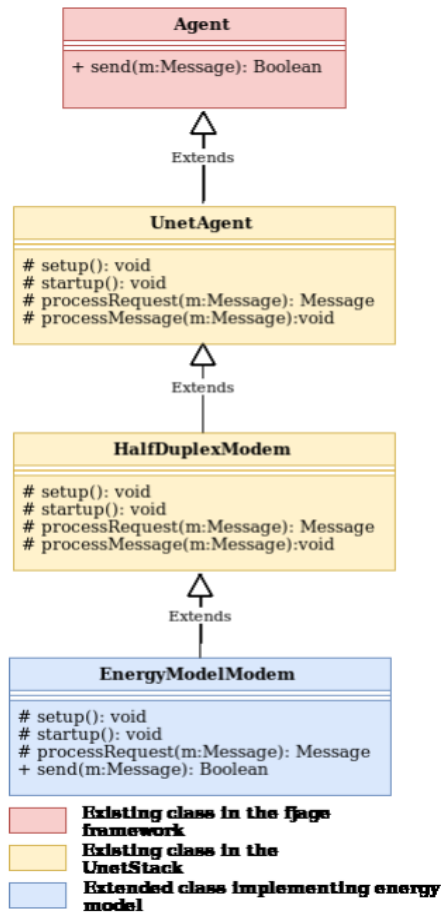 Agent
+ send(m:Message): Boolean
Extends
UnetAgent
# setup(): void
# startup(): void
# processRequest(m:Message): Message
# processMessage(m:Message):void
Extends
HalfDuplexModem
# setup(): void
# startup(): void
# processRequest(m:Message): Message
# processMessage(m:Message):void
Extends
EnergyModelModem
# setup(): void
# startup(): void
# processRequest(m:Message): Message
+ send(m:Message): Boolean
Existing class in the fjage
framework
Existing class in the
UnetStack
Extended class implementing energy
model